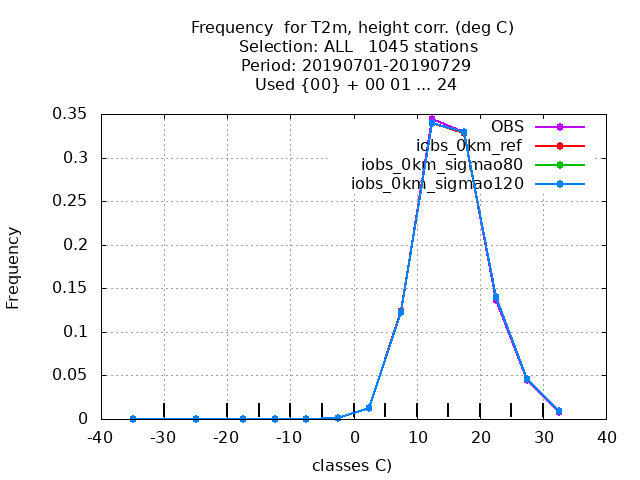 Frequency  for T2m, height corr. (deg C)
Selection: ALL   1045 stations
Period: 20190701-20190729
Used {00} + 00 01 ... 24
0.35
0.3
0.25
0.2
0.15
0.1
0.05
0
Frequency
OBS
iobs_0km_ref
iobs_0km_sigmao80
iobs_0km_sigmao120
-40 -30 -20 -10 0 10 20 30 40
classes C)